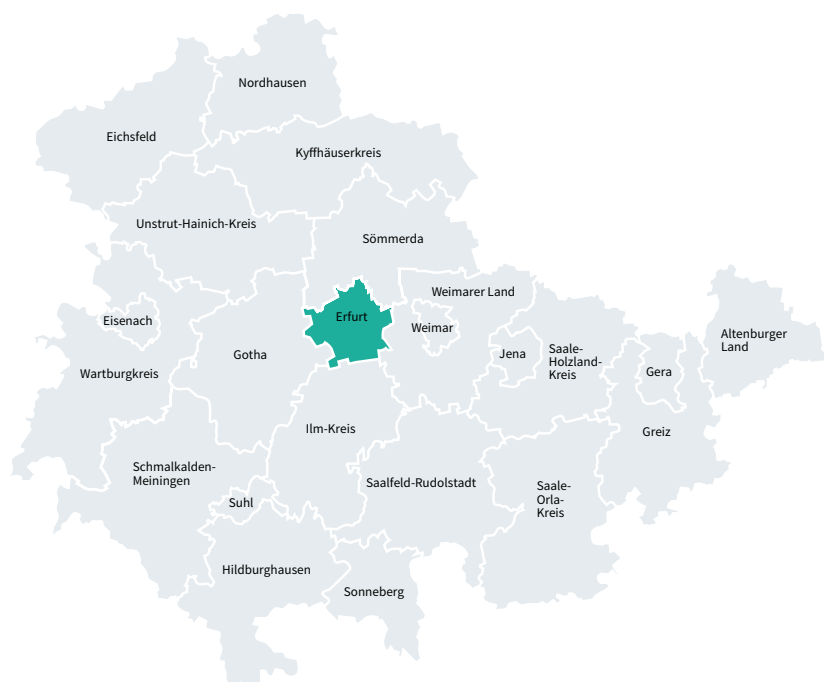 Nordhausen
Eichsfeld
Kyffhäuserkreis
Unstrut-Hainich-Kreis
Sömmerda
Weimarer Land
Eisenach
Erfurt
Weimar
Altenburger
Land
Gotha
Jena
Saale-
Holzland-
Kreis
Wartburgkreis
Gera
Ilm-Kreis
Greiz
Schmalkalden-
Meiningen
Saalfeld-Rudolstadt
Saale-
Orla-
Kreis
Suhl
Hildburghausen
Sonneberg